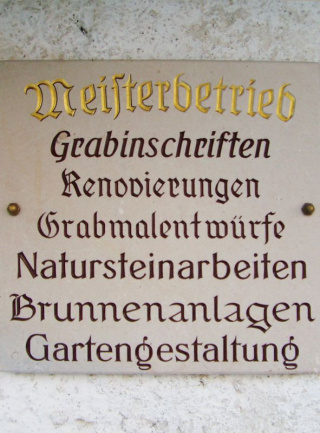 Meiſterbetrieb
Grabinschriften
Renovierungen
Grabmalentwürfe
Natursteinarbeiten
Brunnenanlagen
Gartengestaltung